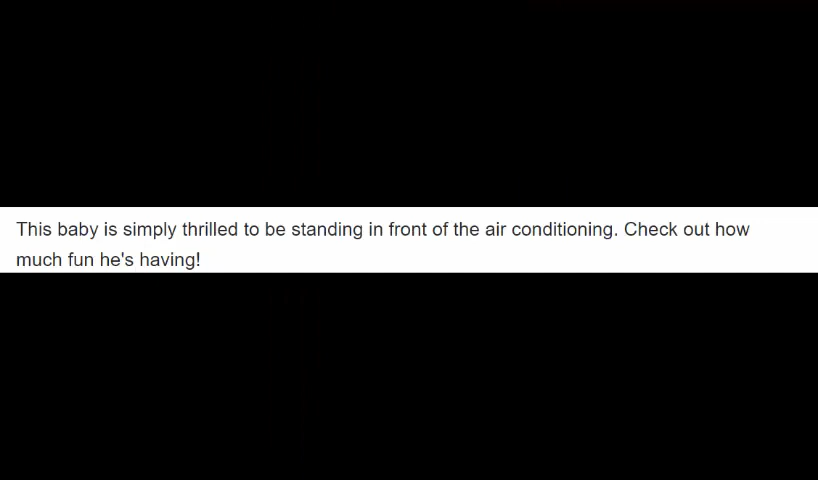 This baby is simply thrilled to be standing in front of the air conditioning. Check out how
much fun he's having!